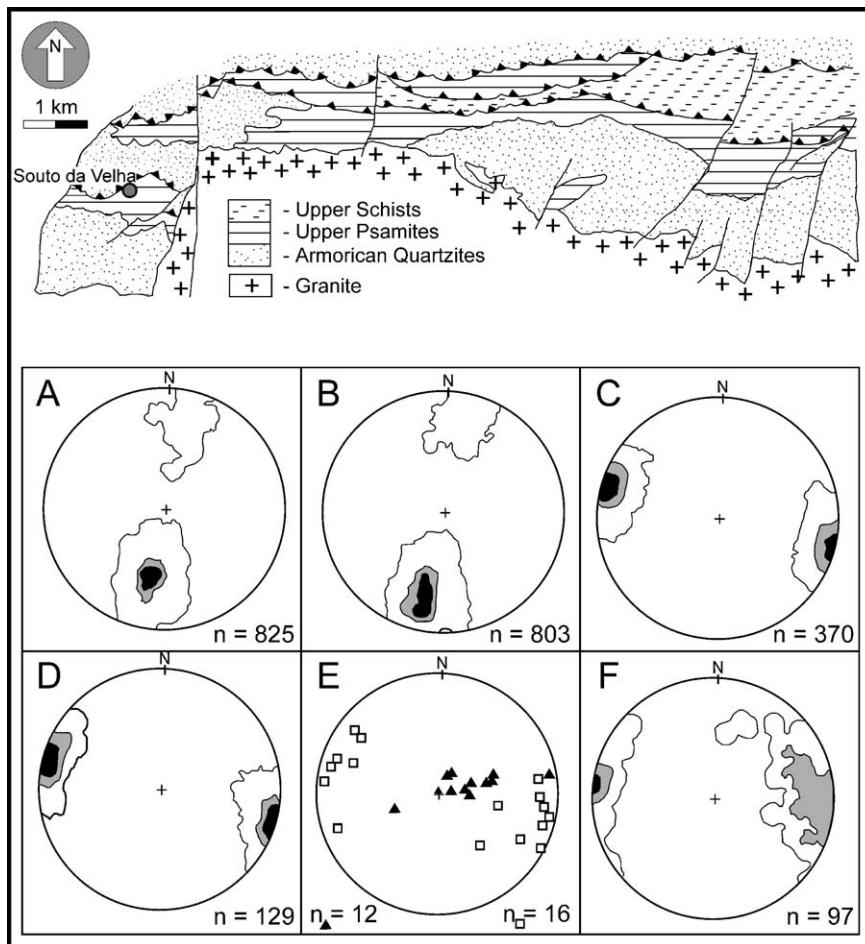 N
1 km
Souto da Velha
- Upper Schists
- Upper Psamites
- Armorican Quartzites
- Granite
A
N
n = 825
B
N
n = 803
C
N
n = 370
D
N
n = 129
E
N
n = 12
n = 16
F
N
n = 97